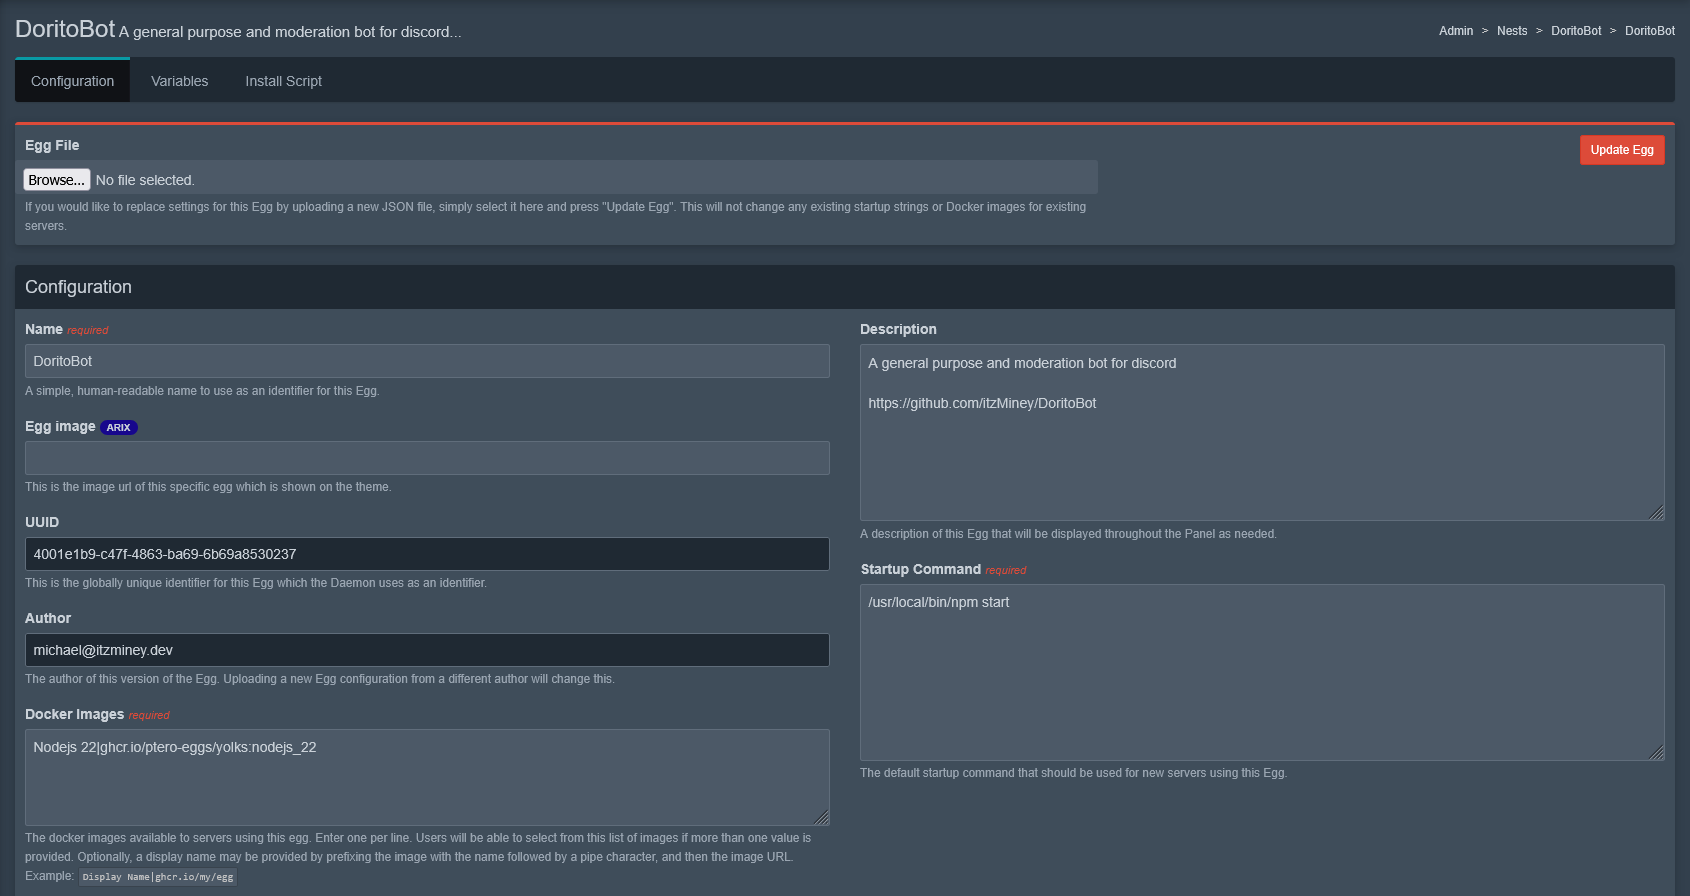 DoritoBot A general purpose and moderation bot for discord...
Admin > Nests > DoritoBot > DoritoBot
Configuration Variables Install Script
Egg File
Update Egg
Browse... No file selected.
If you would like to replace settings for this Egg by uploading a new JSON file, simply select it here and press "Update Egg". This will not change any existing startup strings or Docker images for existing
servers.
Configuration
Name required
DoritoBot
A simple, human-readable name to use as an identifier for this Egg.
Egg image ARIX
This is the image url of this specific egg which is shown on the theme.
UUID
4001e1b9-c47f-4863-ba69-6b69a8530237
This is the globally unique identifier for this Egg which the Daemon uses as an identifier.
Author
michael@itzminey.dev
The author of this version of the Egg. Uploading a new Egg configuration from a different author will change this.
Docker Images required
Nodejs 22|ghcr.io/ptero-eggs/yolks:nodejs_22
The docker images available to servers using this egg. Enter one per line. Users will be able to select from this list of images if more than one value is
provided. Optionally, a display name may be provided by prefixing the image with the name followed by a pipe character, and then the image URL.
Example: Display Name|ghcr.io/my/egg
Description
A general purpose and moderation bot for discord
https://github.com/itzMiney/DoritoBot
A description of this Egg that will be displayed throughout the Panel as needed.
Startup Command required
/usr/local/bin/npm start
The default startup command that should be used for new servers using this Egg.